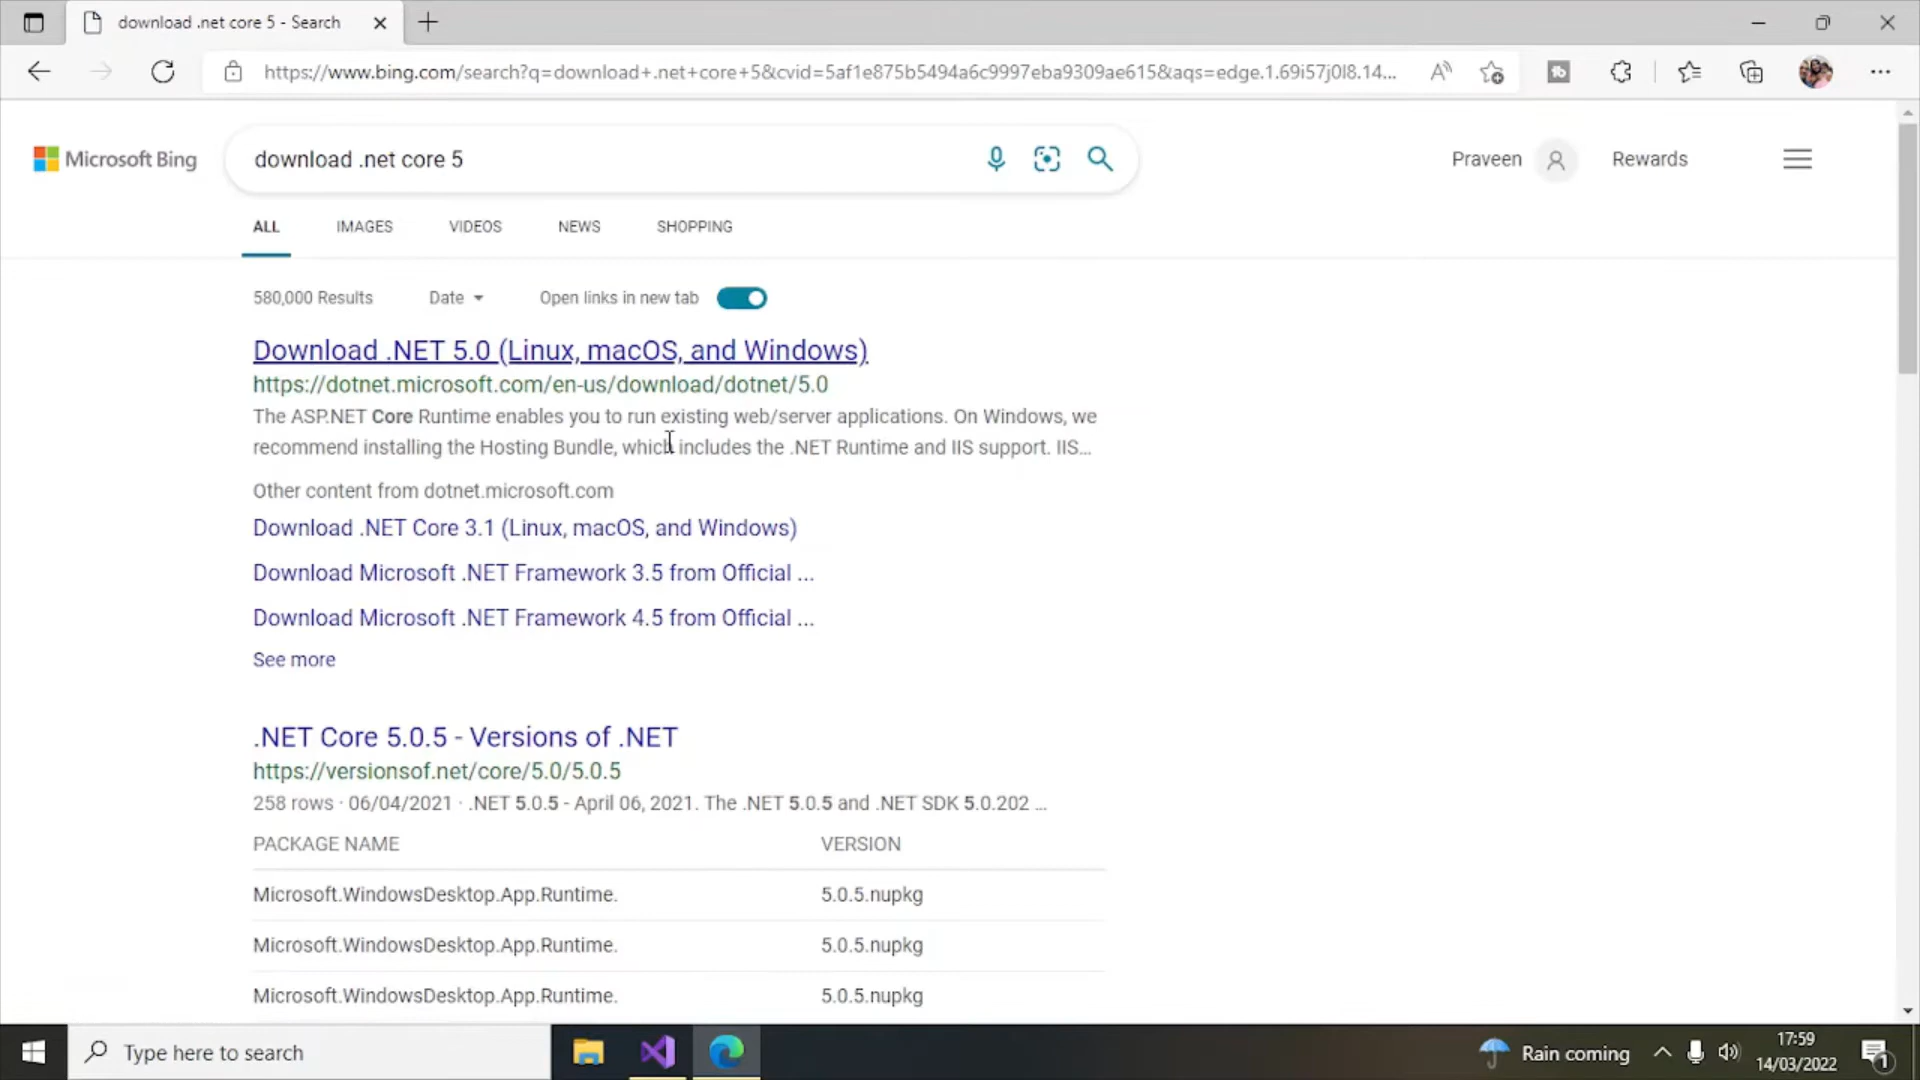 download .net core 5 - Search
https://www.bing.com/search?q=download+.net+core+5&cvid=5af1e875b5494a6c9997eba9309ae615&aqs=edge.1.69i57j0l8.14...
Microsoft Bing
download .net core 5
Praveen
Rewards
ALL IMAGES VIDEOS NEWS SHOPPING
580,000 Results Date Open links in new tab
Download .NET 5.0 (Linux, macOS, and Windows)
https://dotnet.microsoft.com/en-us/download/dotnet/5.0
The ASP.NET Core Runtime enables you to run existing web/server applications. On Windows, we
recommend installing the Hosting Bundle, which includes the .NET Runtime and IIS support. IIS...
Other content from dotnet.microsoft.com
Download .NET Core 3.1 (Linux, macOS, and Windows)
Download Microsoft .NET Framework 3.5 from Official ...
Download Microsoft .NET Framework 4.5 from Official ...
See more
.NET Core 5.0.5 - Versions of .NET
https://versionsof.net/core/5.0/5.0.5
258 rows · 06/04/2021 · .NET 5.0.5 - April 06, 2021. The .NET 5.0.5 and .NET SDK 5.0.202 ...
PACKAGE NAME VERSION
Microsoft.WindowsDesktop.App.Runtime. 5.0.5.nupkg
Microsoft.WindowsDesktop.App.Runtime. 5.0.5.nupkg
Microsoft.WindowsDesktop.App.Runtime. 5.0.5.nupkg
Type here to search
Rain coming
17:59
14/03/2022
1